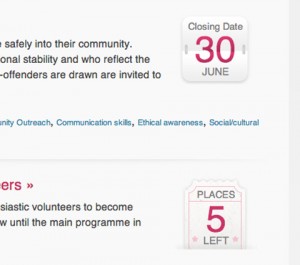 Closing Date
30
JUNE
e safely into their community.
onal stability and who reflect the
-offenders are drawn are invited to
unity Outreach, Communication skills, Ethical awareness, Social/cultural
eers »
siastic volunteers to become
w until the main programme in
PLACES
5
LEFT